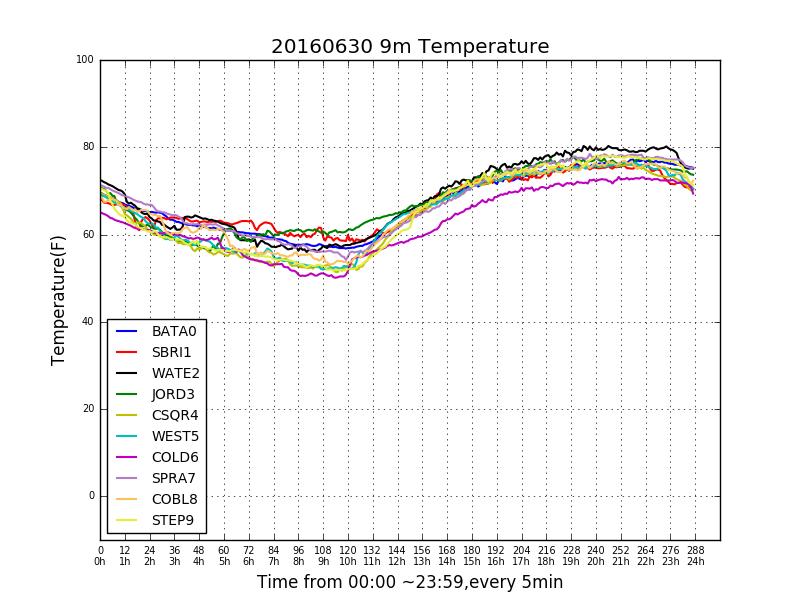 20160630 9m Temperature
100
80
60
40
20
0
Temperature(F)
BATA0
SBRI1
WATE2
JORD3
CSQR4
WEST5
COLD6
SPRA7
COBL8
STEP9
0 12 24 36 48 60 72 84 96 108 120 132 144 156 168 180 192 204 216 228 240 252 264 276 288
0h 1h 2h 3h 4h 5h 6h 7h 8h 9h 10h 11h 12h 13h 14h 15h 16h 17h 18h 19h 20h 21h 22h 23h 24h
Time from 00:00 ~23:59,every 5min